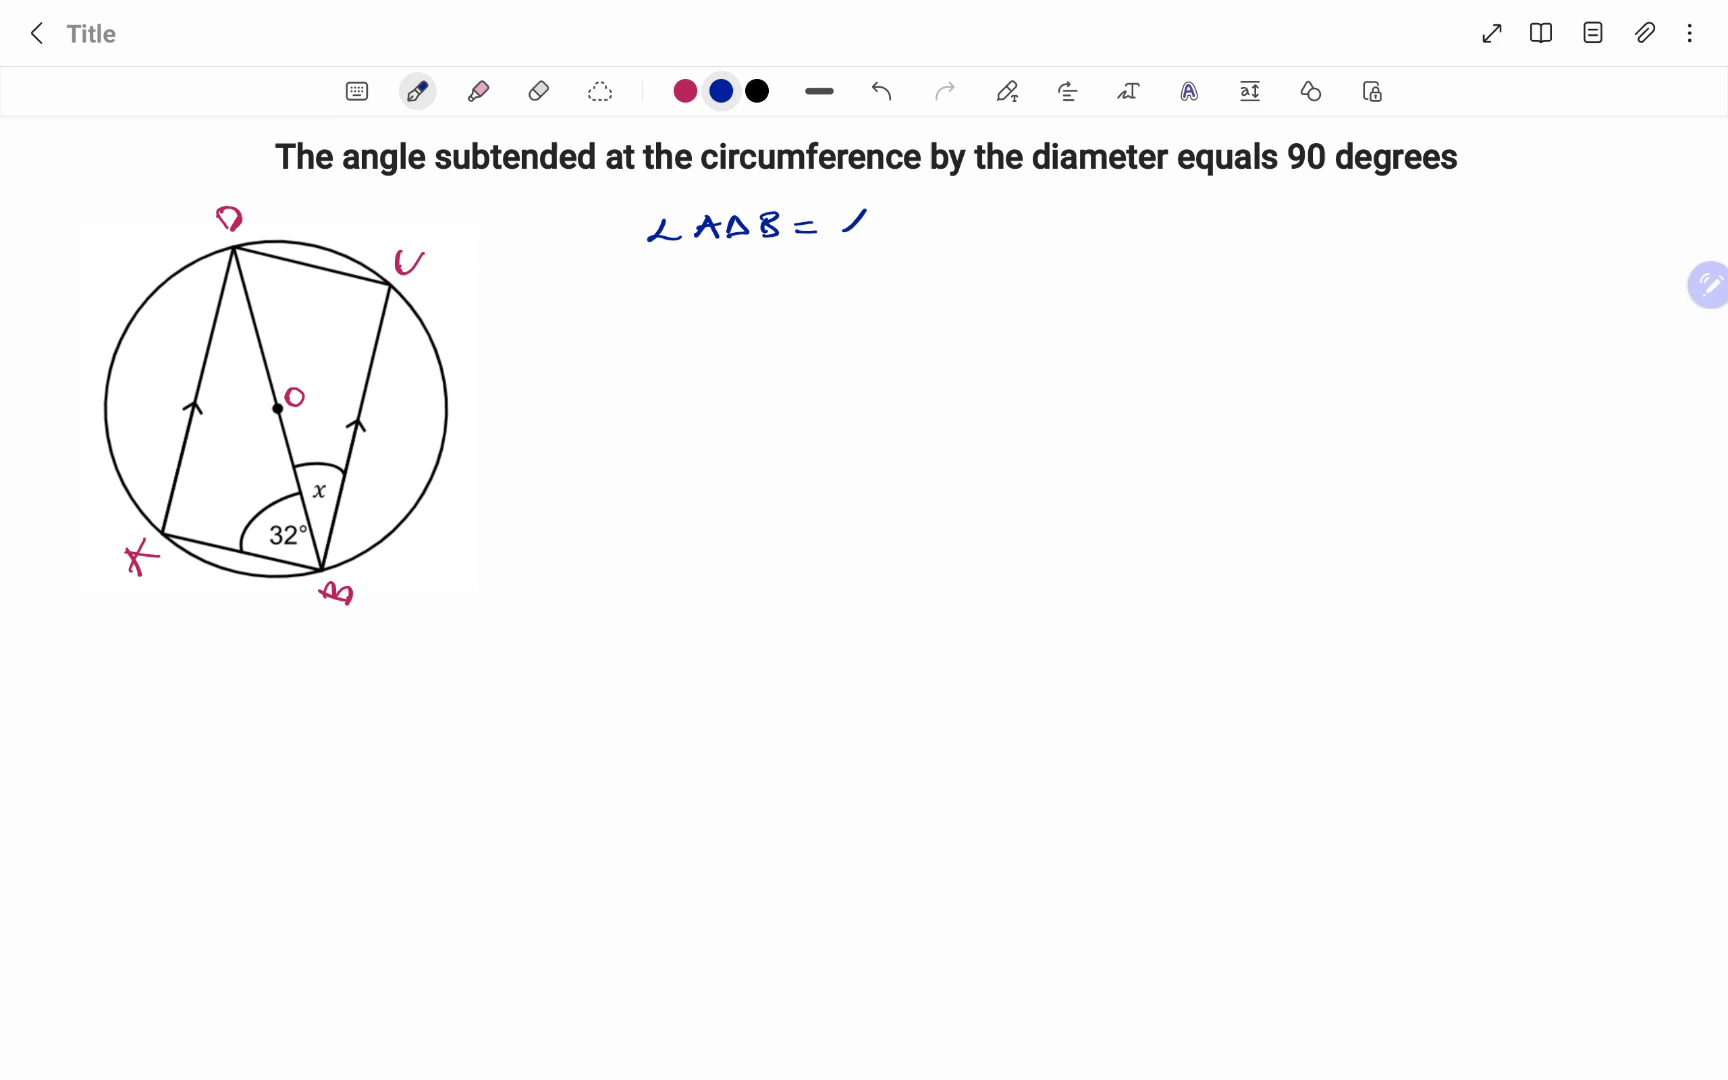 Title
The angle subtended at the circumference by the diameter equals 90 degrees
∠ ADB =
D
C
O
x
32°
A
B